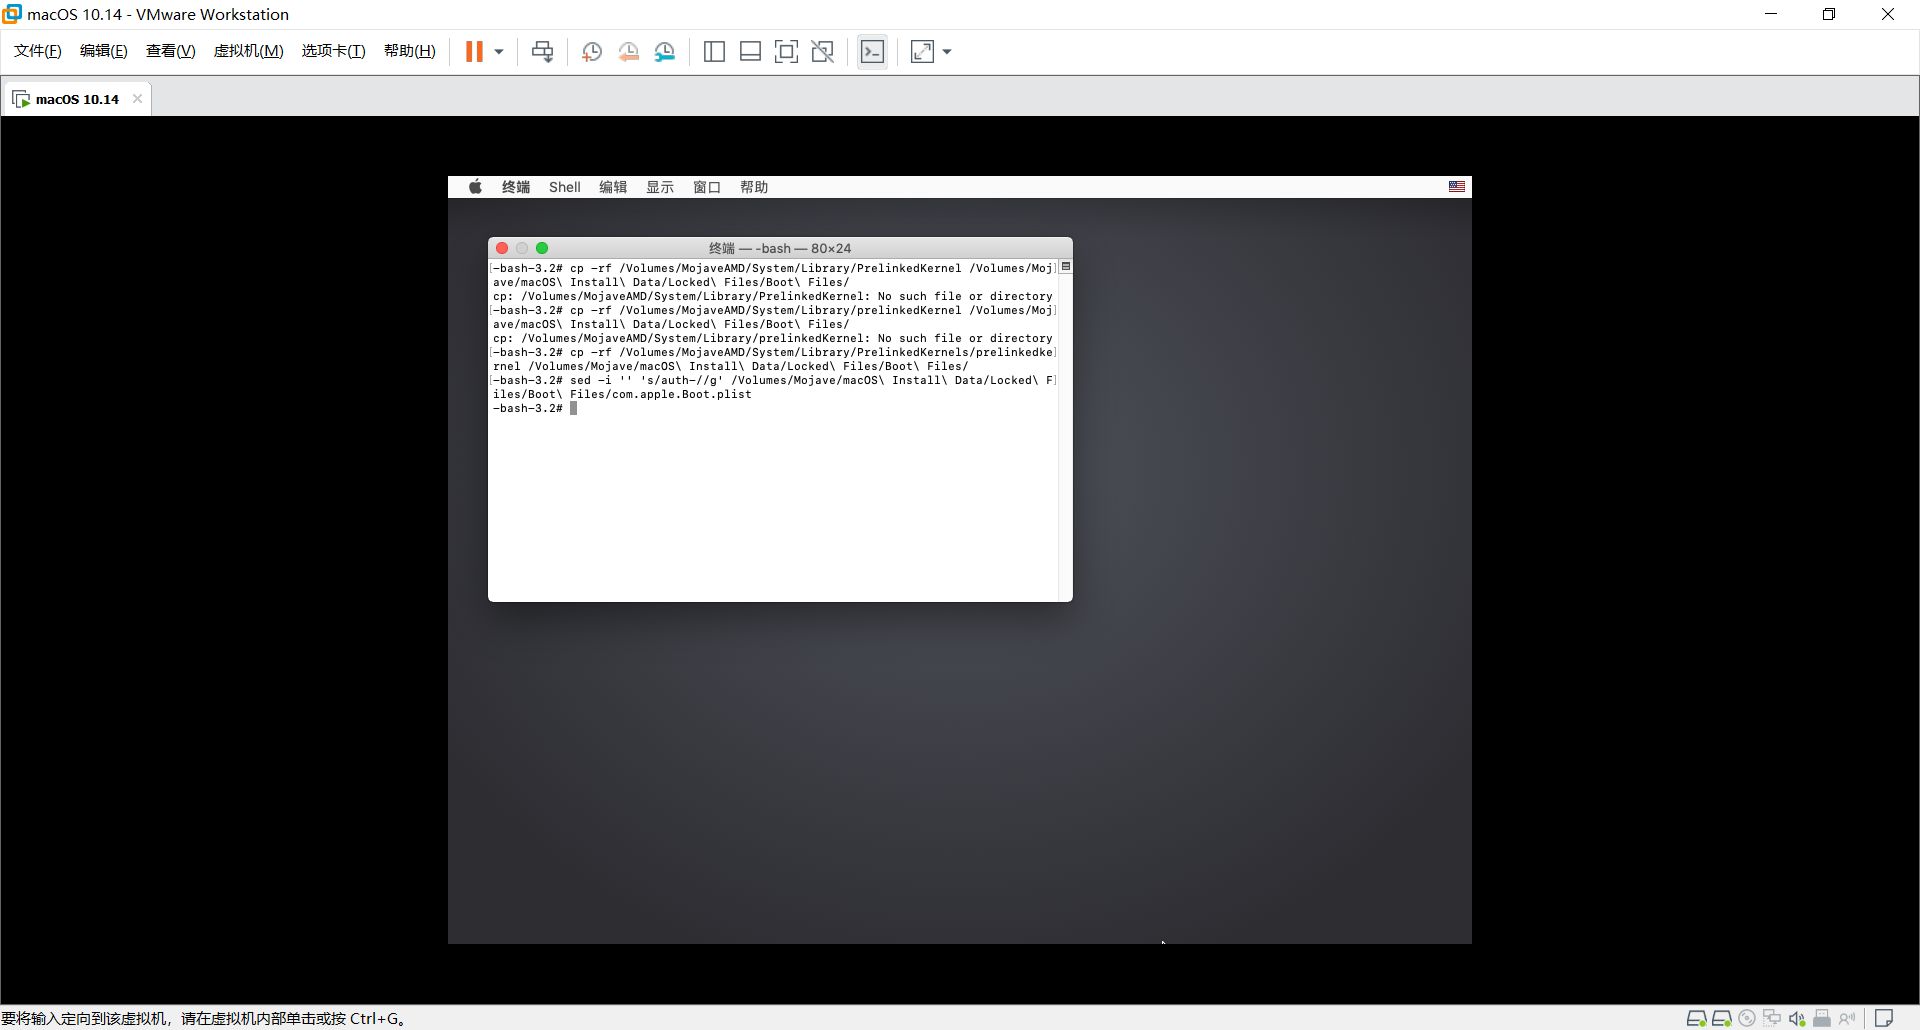 macOS 10.14 - VMware Workstation
文件(F) 编辑(E) 查看(V) 虚拟机(M) 选项卡(T) 帮助(H)
macOS 10.14
终端 Shell 编辑 显示 窗口 帮助
终端 — -bash — 80×24
[-bash-3.2# cp -rf /Volumes/MojaveAMD/System/Library/PrelinkedKernel /Volumes/Moj]
ave/macOS\ Install\ Data/Locked\ Files/Boot\ Files/
cp: /Volumes/MojaveAMD/System/Library/PrelinkedKernel: No such file or directory
[-bash-3.2# cp -rf /Volumes/MojaveAMD/System/Library/prelinkedKernel /Volumes/Moj]
ave/macOS\ Install\ Data/Locked\ Files/Boot\ Files/
cp: /Volumes/MojaveAMD/System/Library/prelinkedKernel: No such file or directory
[-bash-3.2# cp -rf /Volumes/MojaveAMD/System/Library/PrelinkedKernels/prelinkedke]
rnel /Volumes/Mojave/macOS\ Install\ Data/Locked\ Files/Boot\ Files/
[-bash-3.2# sed -i '' 's/auth-//g' /Volumes/Mojave/macOS\ Install\ Data/Locked\ F]
iles/Boot\ Files/com.apple.Boot.plist
-bash-3.2#
要将输入定向到该虚拟机，请在虚拟机内部单击或按 Ctrl+G。